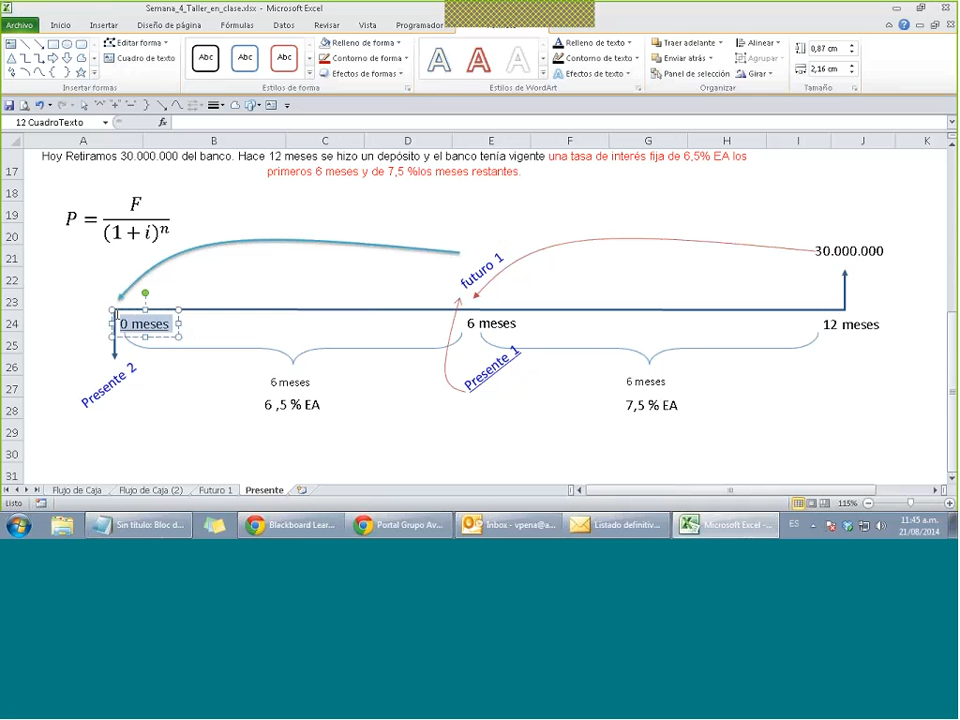 Semana_4_Taller_en_clase.xlsx - Microsoft Excel
Archivo Inicio Insertar Diseño de página Fórmulas Datos Revisar Vista Programador
Editar forma
Cuadro de texto
Insertar formas
Abc Abc Abc
Relleno de forma
Contorno de forma
Efectos de formas
Estilos de forma
A A A
Relleno de texto
Contorno de texto
Efectos de texto
Estilos de WordArt
Traer adelante
Enviar atrás
Panel de selección
Alinear
Agrupar
Girar
Organizar
0,87 cm
2,16 cm
Tamaño
12 CuadroTexto
fx
A B C D E F G H I J K
17 Hoy Retiramos 30.000.000 del banco. Hace 12 meses se hizo un depósito y el banco tenía vigente una tasa de interés fija de 6,5% EA los
primeros 6 meses y de 7,5 %los meses restantes.
18
19
20
P = F / (1 + i)^n
21
30.000.000
22
futuro 1
23
24
0 meses 6 meses 12 meses
25
26
Presente 2 Presente 1
27
6 meses 6 meses
28
6 ,5 % EA 7,5 % EA
29
30
31
Flujo de Caja Flujo de Caja (2) Futuro 1 Presente
Listo
115%
Sin título: Bloc d...
Blackboard Lear...
Portal Grupo Av...
Inbox - vpena@a...
Listado definitiv...
Microsoft Excel -...
ES
11:45 a.m.
21/08/2014